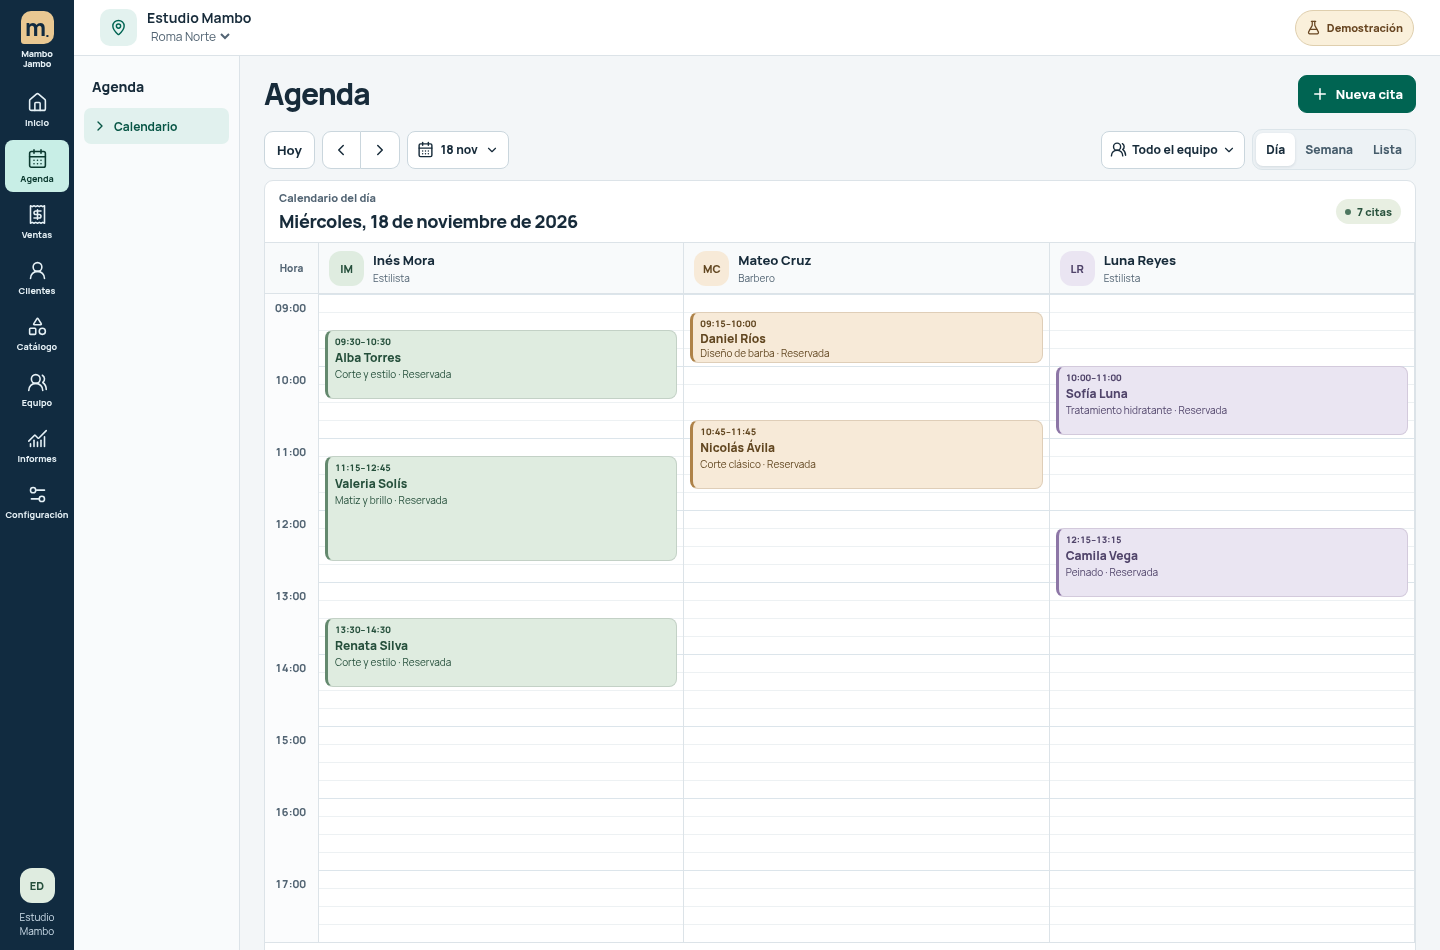 m.
Mambo
Jambo
Inicio
Agenda
Ventas
Clientes
Catálogo
Equipo
Informes
Configuración
ED
Estudio
Mambo
Estudio Mambo
Roma Norte
Demostración
Agenda
Calendario
Agenda
Nueva cita
Hoy
18 nov
Todo el equipo
Día
Semana
Lista
Calendario del día
Miércoles, 18 de noviembre de 2026
7 citas
Hora
IM
Inés Mora
Estilista
MC
Mateo Cruz
Barbero
LR
Luna Reyes
Estilista
09:00
10:00
11:00
12:00
13:00
14:00
15:00
16:00
17:00
09:30–10:30
Alba Torres
Corte y estilo · Reservada
11:15–12:45
Valeria Solís
Matiz y brillo · Reservada
13:30–14:30
Renata Silva
Corte y estilo · Reservada
09:15–10:00
Daniel Ríos
Diseño de barba · Reservada
10:45–11:45
Nicolás Ávila
Corte clásico · Reservada
10:00–11:00
Sofía Luna
Tratamiento hidratante · Reservada
12:15–13:15
Camila Vega
Peinado · Reservada